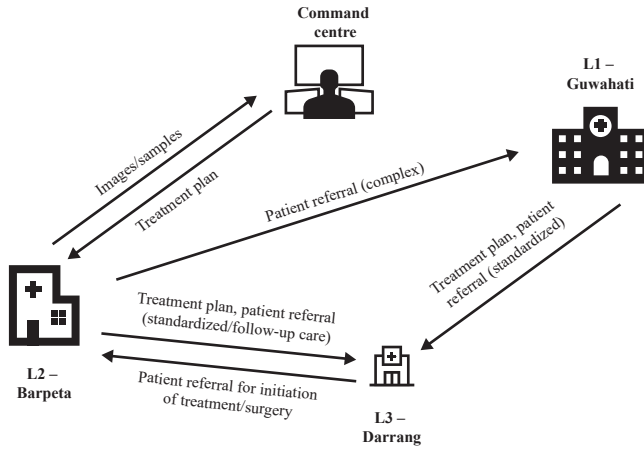 Command
centre
L1 –
Guwahati
Images/samples
Treatment plan
Patient referral (complex)
Treatment plan, patient
referral (standardized)
Treatment plan, patient referral
(standardized/follow-up care)
Patient referral for initiation
of treatment/surgery
L2 –
Barpeta
L3 –
Darrang